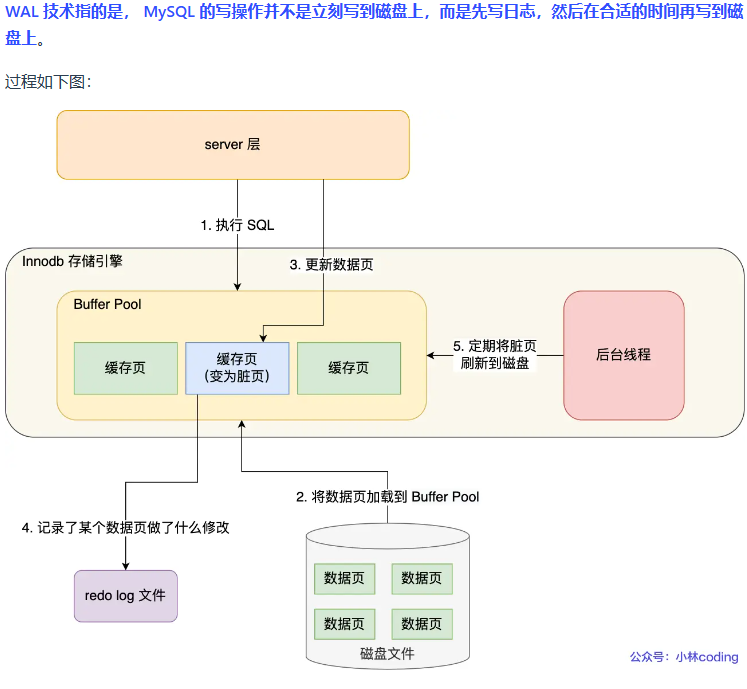 WAL 技术指的是， MySQL 的写操作并不是立刻写到磁盘上，而是先写日志，然后在合适的时间再写到磁
盘上。
过程如下图：
server 层
1. 执行 SQL
Innodb 存储引擎
3. 更新数据页
Buffer Pool
缓存页
缓存页
(变为脏页)
缓存页
5. 定期将脏页
刷新到磁盘
后台线程
2. 将数据页加载到 Buffer Pool
4. 记录了某个数据页做了什么修改
redo log 文件
数据页
数据页
数据页
数据页
磁盘文件
公众号：小林coding